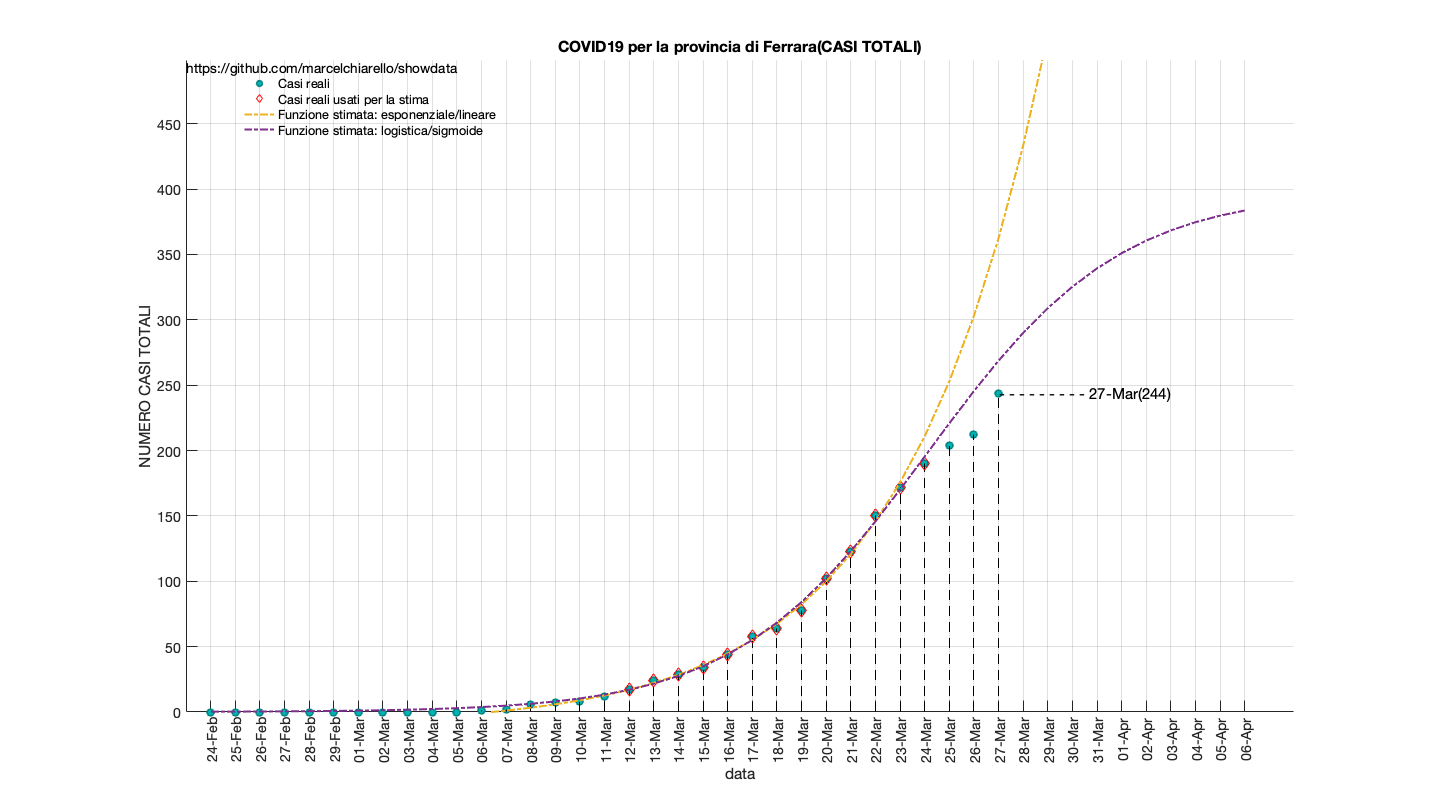 COVID19 per la provincia di Ferrara(CASI TOTALI)
https://github.com/marcelchiarello/showdata
Casi reali
Casi reali usati per la stima
Funzione stimata: esponenziale/lineare
Funzione stimata: logistica/sigmoide
NUMERO CASI TOTALI
450
400
350
300
250
200
150
100
50
0
27-Mar(244)
24-Feb
25-Feb
26-Feb
27-Feb
28-Feb
29-Feb
01-Mar
02-Mar
03-Mar
04-Mar
05-Mar
06-Mar
07-Mar
08-Mar
09-Mar
10-Mar
11-Mar
12-Mar
13-Mar
14-Mar
15-Mar
16-Mar
17-Mar
18-Mar
19-Mar
20-Mar
21-Mar
22-Mar
23-Mar
24-Mar
25-Mar
26-Mar
27-Mar
28-Mar
29-Mar
30-Mar
31-Mar
01-Apr
02-Apr
03-Apr
04-Apr
05-Apr
06-Apr
data